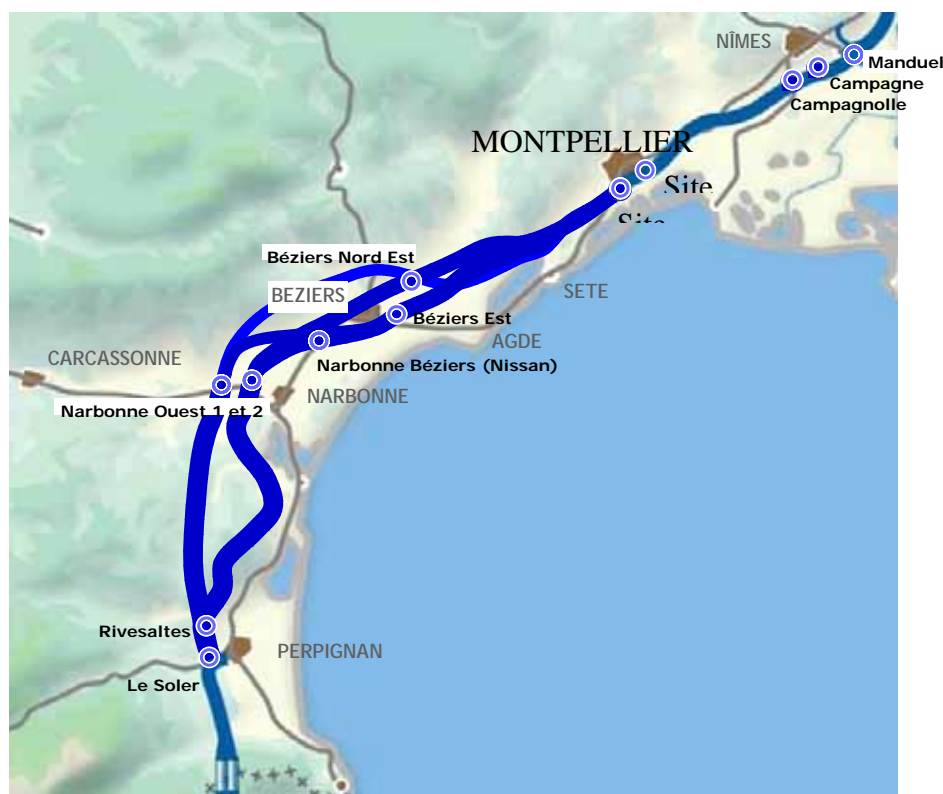 NÎMES
Manduel
Campagne
Campagnolle
MONTPELLIER
Site
Site
Béziers Nord Est
BEZIERS
SETE
Béziers Est
AGDE
CARCASSONNE
Narbonne Béziers (Nissan)
NARBONNE
Narbonne Ouest 1 et 2
Rivesaltes
PERPIGNAN
Le Soler